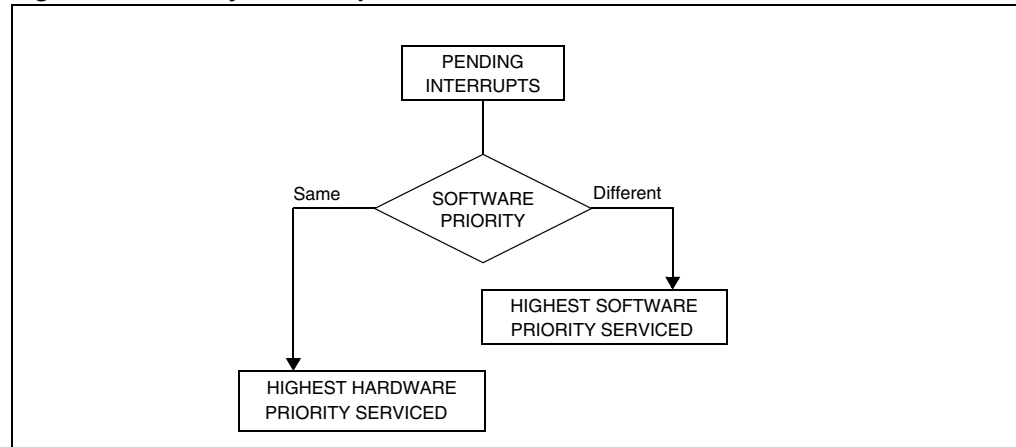 PENDING
INTERRUPTS
Same
SOFTWARE
PRIORITY
Different
HIGHEST SOFTWARE
PRIORITY SERVICED
HIGHEST HARDWARE
PRIORITY SERVICED